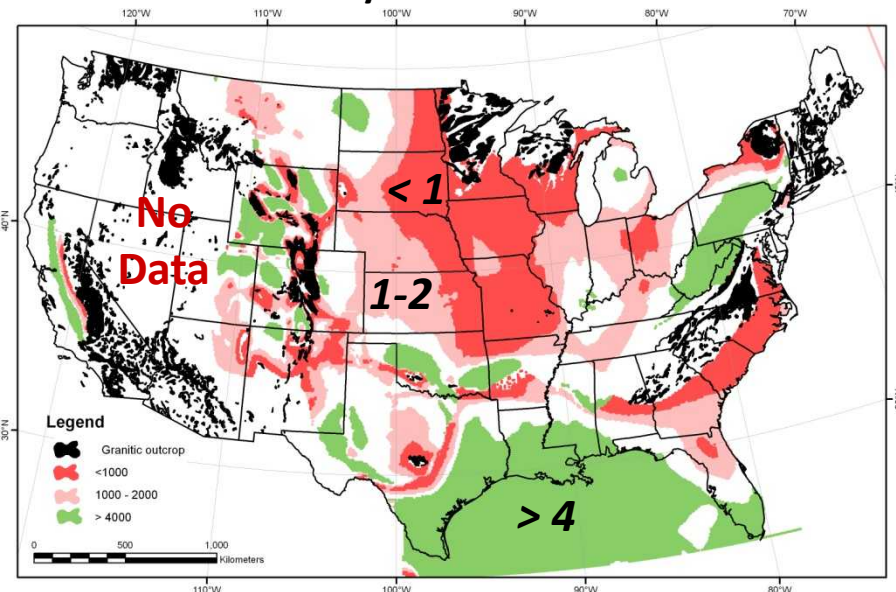 120°W 110°W 100°W 90°W 80°W 70°W
< 1
No
Data
40°N
1-2
Legend
Granitic outcrop
<1000
30°N
1000 - 2000
> 4000
> 4
0 500 1,000
Kilometers
110°W 100°W 90°W 80°W